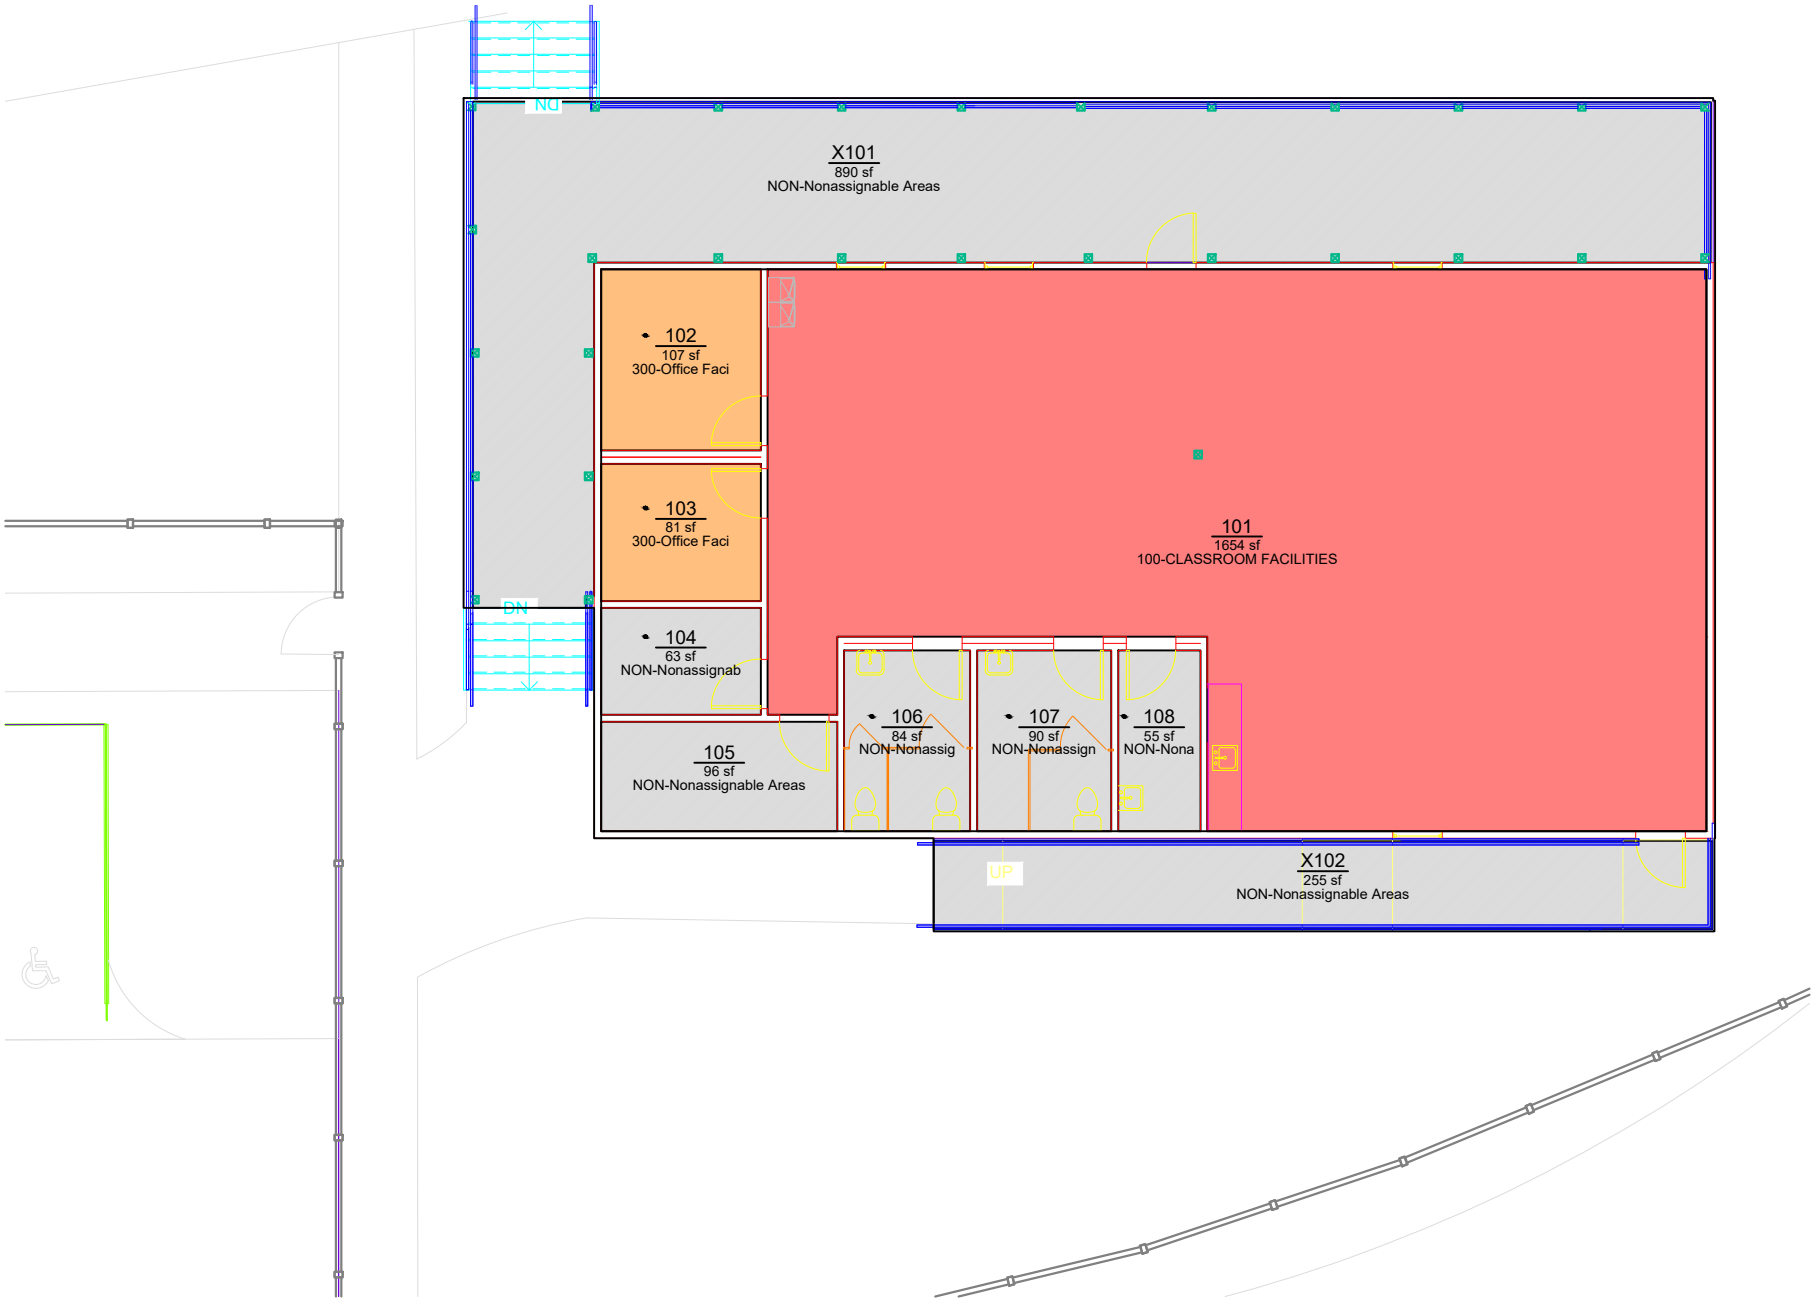 DN
X101
890 sf
NON-Nonassignable Areas
102
107 sf
300-Office Faci
103
81 sf
300-Office Faci
101
1654 sf
100-CLASSROOM FACILITIES
DN
104
63 sf
NON-Nonassignab
106
84 sf
NON-Nonassig
107
90 sf
NON-Nonassign
108
55 sf
NON-Nona
105
96 sf
NON-Nonassignable Areas
UP
X102
255 sf
NON-Nonassignable Areas